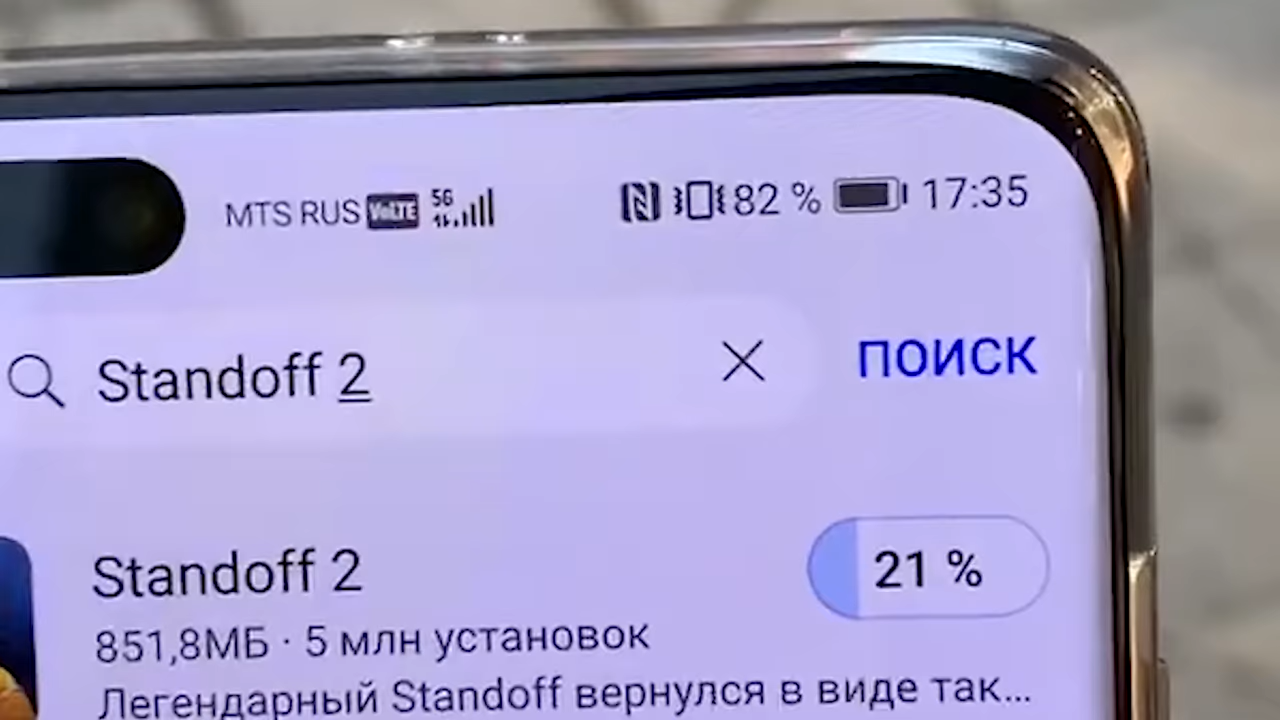 MTS RUS VoLTE 5G 82 % 17:35
Standoff 2 ПОИСК
Standoff 2
21 %
851,8МБ · 5 млн установок
Легендарный Standoff вернулся в виде так...